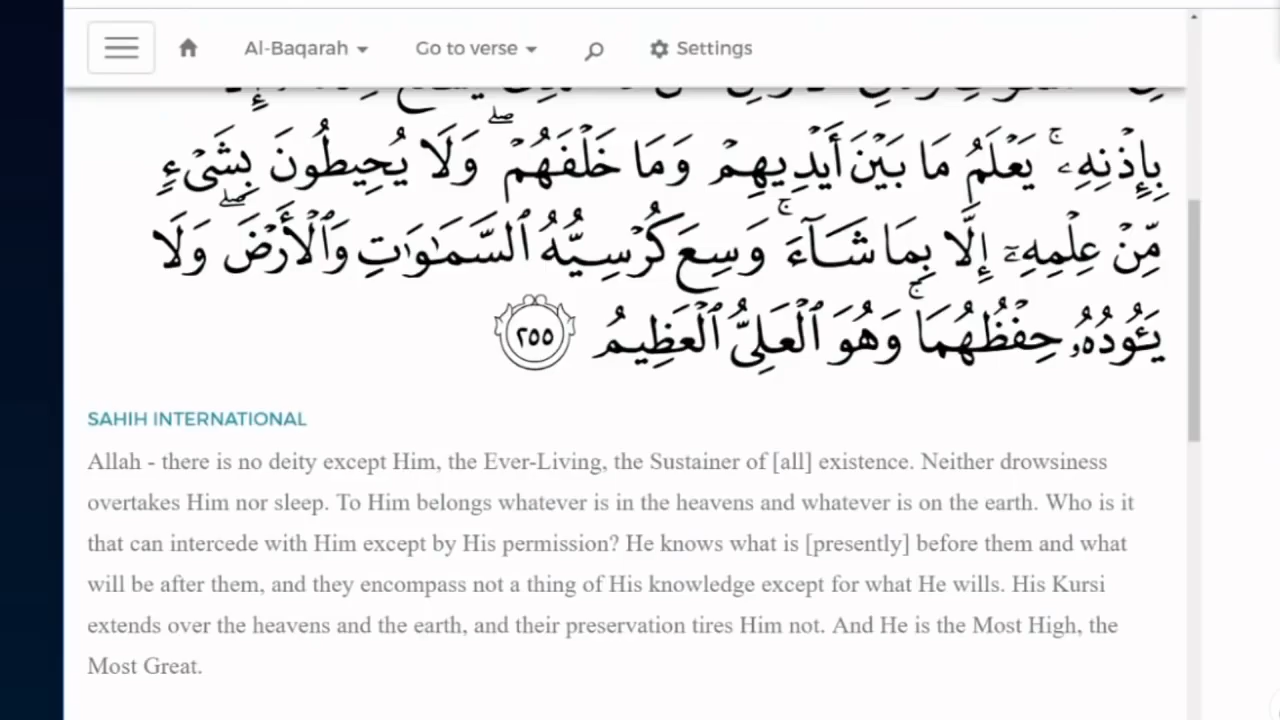 Al-Baqarah
Go to verse
Settings
بِإِذْنِهِۦ ۚ يَعْلَمُ مَا بَيْنَ أَيْدِيهِمْ وَمَا خَلْفَهُمْ ۖ وَلَا يُحِيطُونَ بِشَىْءٍ
مِّنْ عِلْمِهِۦٓ إِلَّا بِمَا شَآءَ ۚ وَسِعَ كُرْسِيُّهُ ٱلسَّمَـٰوَٰتِ وَٱلْأَرْضَ ۖ وَلَا
يَـُٔودُهُۥ حِفْظُهُمَا ۚ وَهُوَ ٱلْعَلِىُّ ٱلْعَظِيمُ ٢٥٥
SAHIH INTERNATIONAL
Allah - there is no deity except Him, the Ever-Living, the Sustainer of [all] existence. Neither drowsiness
overtakes Him nor sleep. To Him belongs whatever is in the heavens and whatever is on the earth. Who is it
that can intercede with Him except by His permission? He knows what is [presently] before them and what
will be after them, and they encompass not a thing of His knowledge except for what He wills. His Kursi
extends over the heavens and the earth, and their preservation tires Him not. And He is the Most High, the
Most Great.